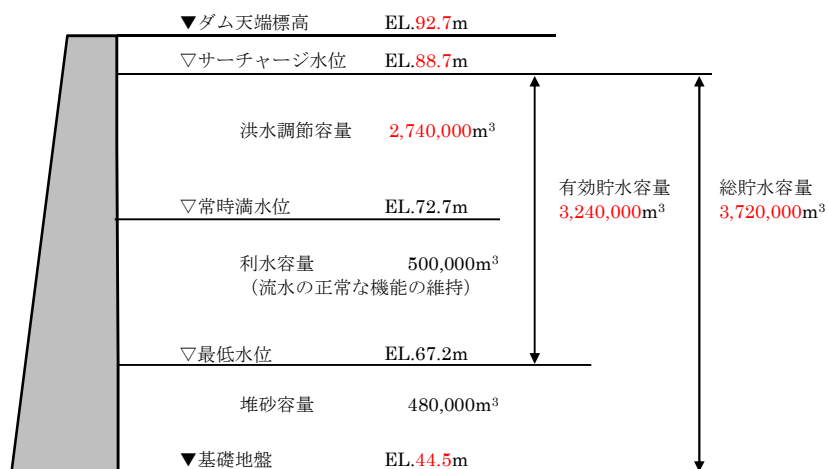 ▼ダム天端標高 EL.92.7m
▽サーチャージ水位 EL.88.7m
洪水調節容量 2,740,000m³
有効貯水容量 総貯水容量
3,240,000m³ 3,720,000m³
▽常時満水位 EL.72.7m
利水容量 500,000m³
（流水の正常な機能の維持）
▽最低水位 EL.67.2m
堆砂容量 480,000m³
▼基礎地盤 EL.44.5m